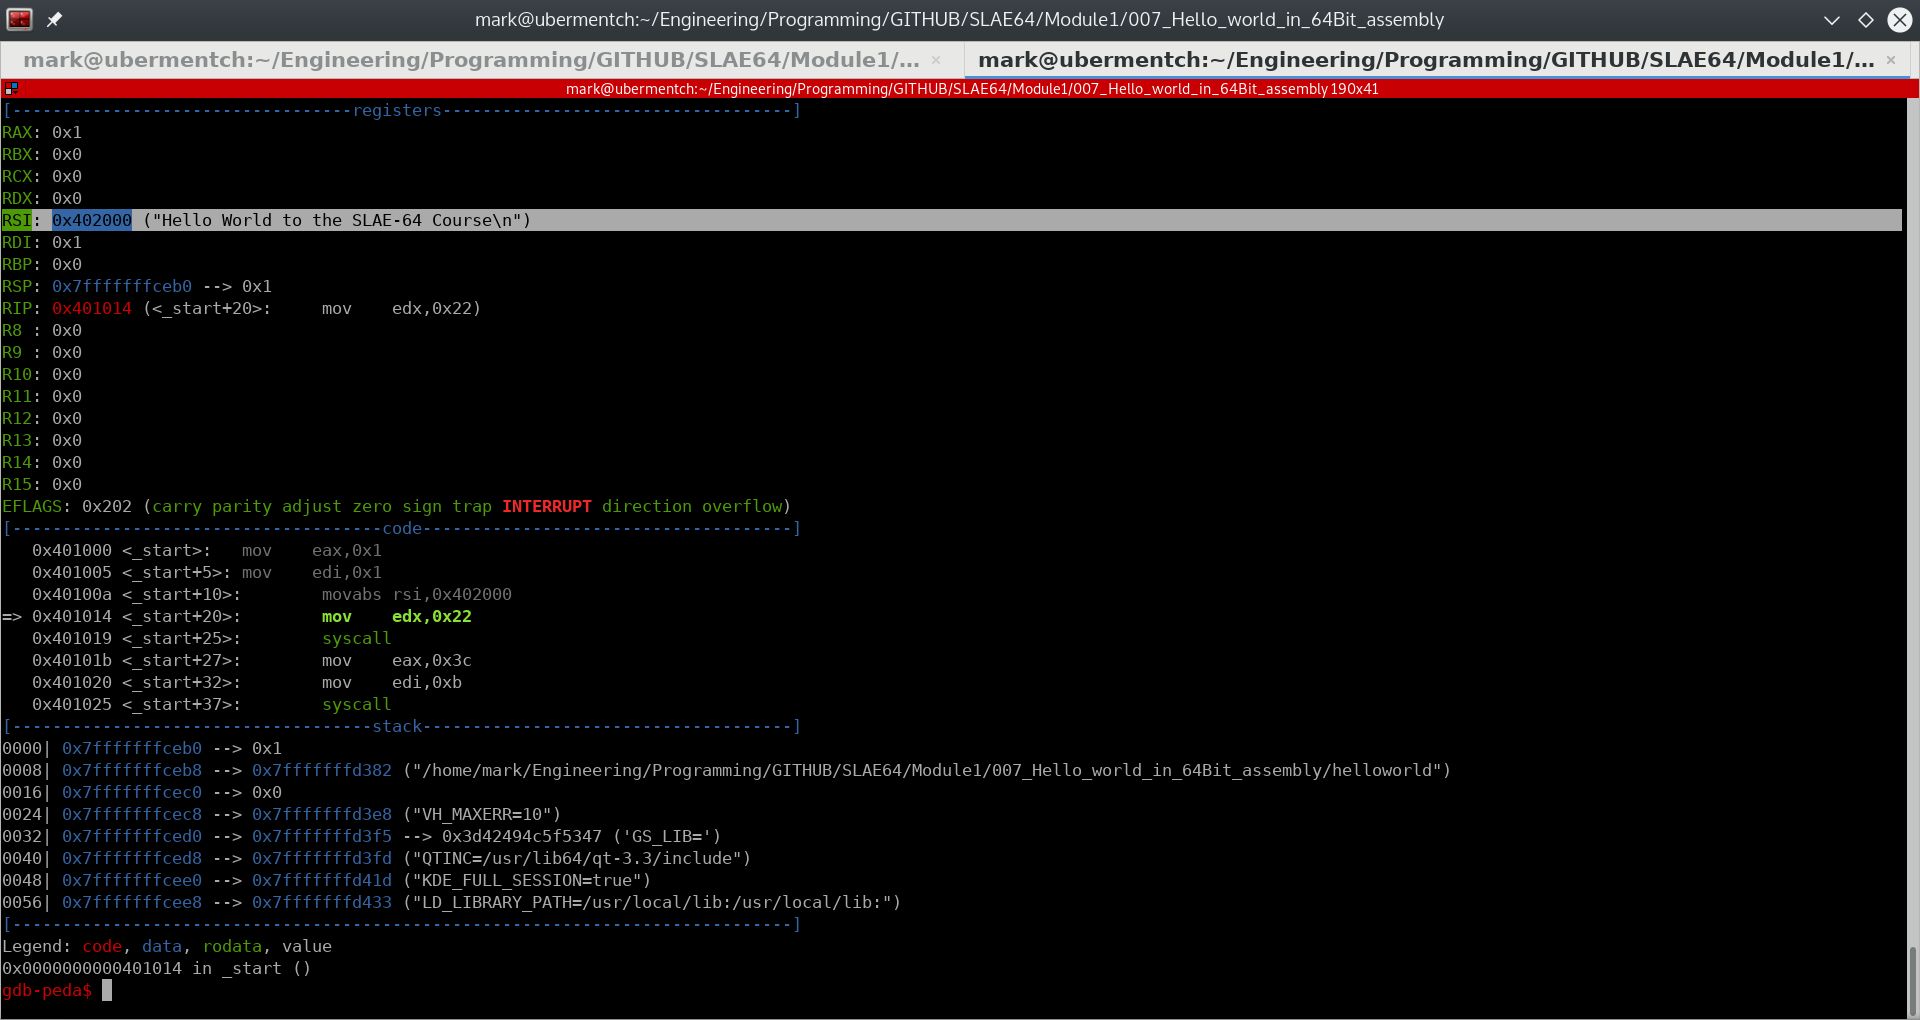 mark@ubermentch:~/Engineering/Programming/GITHUB/SLAE64/Module1/007_Hello_world_in_64Bit_assembly
mark@ubermentch:~/Engineering/Programming/GITHUB/SLAE64/Module1/... × mark@ubermentch:~/Engineering/Programming/GITHUB/SLAE64/Module1/... ×
mark@ubermentch:~/Engineering/Programming/GITHUB/SLAE64/Module1/007_Hello_world_in_64Bit_assembly 190x41
[----------------------------------registers-----------------------------------]
RAX: 0x1
RBX: 0x0
RCX: 0x0
RDX: 0x0
RSI: 0x402000 ("Hello World to the SLAE-64 Course\n")
RDI: 0x1
RBP: 0x0
RSP: 0x7fffffffceb0 --> 0x1
RIP: 0x401014 (<_start+20>:     mov    edx,0x22)
R8 : 0x0
R9 : 0x0
R10: 0x0
R11: 0x0
R12: 0x0
R13: 0x0
R14: 0x0
R15: 0x0
EFLAGS: 0x202 (carry parity adjust zero sign trap INTERRUPT direction overflow)
[-------------------------------------code-------------------------------------]
   0x401000 <_start>:   mov    eax,0x1
   0x401005 <_start+5>: mov    edi,0x1
   0x40100a <_start+10>:        movabs rsi,0x402000
=> 0x401014 <_start+20>:        mov    edx,0x22
   0x401019 <_start+25>:        syscall
   0x40101b <_start+27>:        mov    eax,0x3c
   0x401020 <_start+32>:        mov    edi,0xb
   0x401025 <_start+37>:        syscall
[------------------------------------stack-------------------------------------]
0000| 0x7fffffffceb0 --> 0x1
0008| 0x7fffffffceb8 --> 0x7fffffffd382 ("/home/mark/Engineering/Programming/GITHUB/SLAE64/Module1/007_Hello_world_in_64Bit_assembly/helloworld")
0016| 0x7fffffffcec0 --> 0x0
0024| 0x7fffffffcec8 --> 0x7fffffffd3e8 ("VH_MAXERR=10")
0032| 0x7fffffffced0 --> 0x7fffffffd3f5 --> 0x3d42494c5f5347 ('GS_LIB=')
0040| 0x7fffffffced8 --> 0x7fffffffd3fd ("QTINC=/usr/lib64/qt-3.3/include")
0048| 0x7fffffffcee0 --> 0x7fffffffd41d ("KDE_FULL_SESSION=true")
0056| 0x7fffffffcee8 --> 0x7fffffffd433 ("LD_LIBRARY_PATH=/usr/local/lib:/usr/local/lib:")
[------------------------------------------------------------------------------]
Legend: code, data, rodata, value
0x0000000000401014 in _start ()
gdb-peda$